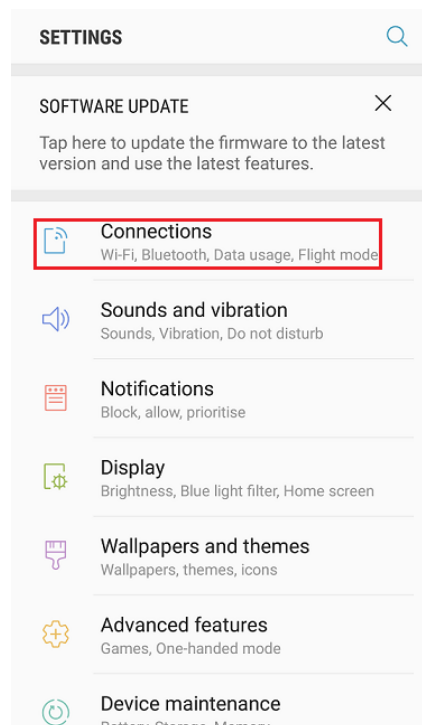 SETTINGS
SOFTWARE UPDATE
Tap here to update the firmware to the latest
version and use the latest features.
Connections
Wi-Fi, Bluetooth, Data usage, Flight mode
Sounds and vibration
Sounds, Vibration, Do not disturb
Notifications
Block, allow, prioritise
Display
Brightness, Blue light filter, Home screen
Wallpapers and themes
Wallpapers, themes, icons
Advanced features
Games, One-handed mode
Device maintenance
Battery, Storage, Memory